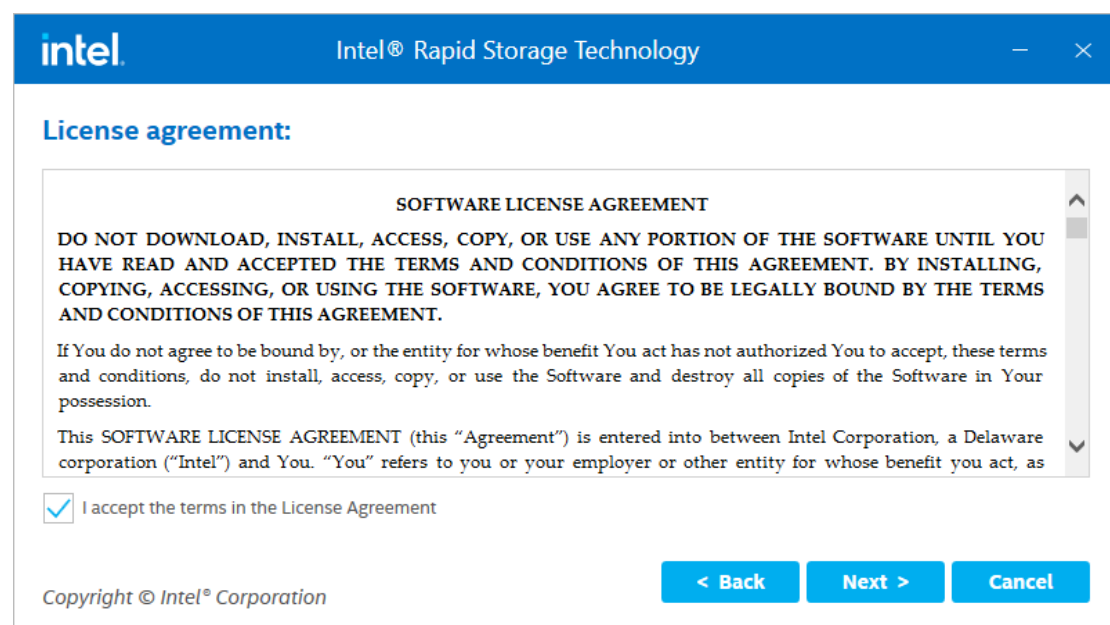 intel.
Intel® Rapid Storage Technology
License agreement:
SOFTWARE LICENSE AGREEMENT
DO NOT DOWNLOAD, INSTALL, ACCESS, COPY, OR USE ANY PORTION OF THE SOFTWARE UNTIL YOU
HAVE READ AND ACCEPTED THE TERMS AND CONDITIONS OF THIS AGREEMENT. BY INSTALLING,
COPYING, ACCESSING, OR USING THE SOFTWARE, YOU AGREE TO BE LEGALLY BOUND BY THE TERMS
AND CONDITIONS OF THIS AGREEMENT.
If You do not agree to be bound by, or the entity for whose benefit You act has not authorized You to accept, these terms
and conditions, do not install, access, copy, or use the Software and destroy all copies of the Software in Your
possession.
This SOFTWARE LICENSE AGREEMENT (this “Agreement”) is entered into between Intel Corporation, a Delaware
corporation (“Intel”) and You. “You” refers to you or your employer or other entity for whose benefit you act, as
I accept the terms in the License Agreement
Copyright © Intel® Corporation
< Back
Next >
Cancel